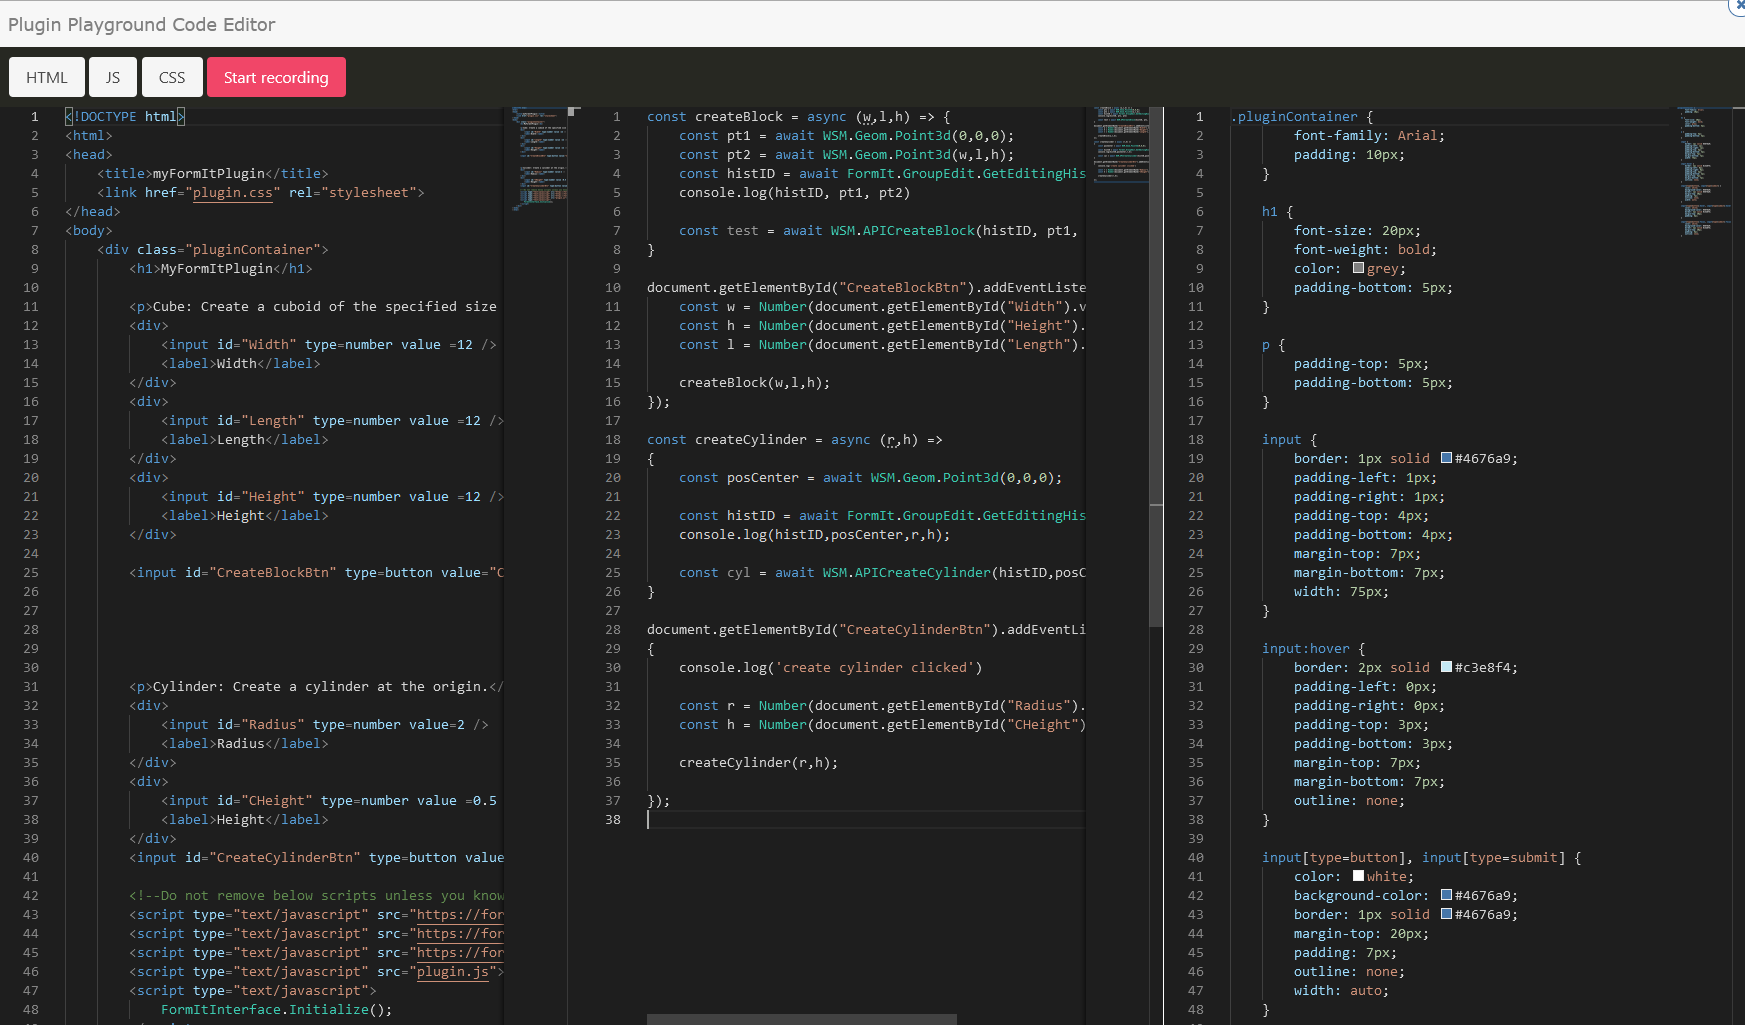 Plugin Playground Code Editor
HTML JS CSS Start recording
1 <!DOCTYPE html>
2 <html>
3 <head>
4 <title>myFormItPlugin</title>
5 <link href="plugin.css" rel="stylesheet">
6 </head>
7 <body>
8 <div class="pluginContainer">
9 <h1>MyFormItPlugin</h1>
10
11 <p>Cube: Create a cuboid of the specified size
12 <div>
13 <input id="Width" type=number value =12 />
14 <label>Width</label>
15 </div>
16 <div>
17 <input id="Length" type=number value =12 />
18 <label>Length</label>
19 </div>
20 <div>
21 <input id="Height" type=number value =12 />
22 <label>Height</label>
23 </div>
24
25 <input id="CreateBlockBtn" type=button value="C
26
27
28
29
30
31 <p>Cylinder: Create a cylinder at the origin.</
32 <div>
33 <input id="Radius" type=number value=2 />
34 <label>Radius</label>
35 </div>
36 <div>
37 <input id="CHeight" type=number value =0.5
38 <label>Height</label>
39 </div>
40 <input id="CreateCylinderBtn" type=button value
41
42 <!--Do not remove below scripts unless you know
43 <script type="text/javascript" src="https://for
44 <script type="text/javascript" src="https://for
45 <script type="text/javascript" src="https://for
46 <script type="text/javascript" src="plugin.js">
47 <script type="text/javascript">
48 FormItInterface.Initialize();
1 const createBlock = async (w,l,h) => {
2 const pt1 = await WSM.Geom.Point3d(0,0,0);
3 const pt2 = await WSM.Geom.Point3d(w,l,h);
4 const histID = await FormIt.GroupEdit.GetEditingHis
5 console.log(histID, pt1, pt2)
6
7 const test = await WSM.APICreateBlock(histID, pt1,
8 }
9
10 document.getElementById("CreateBlockBtn").addEventListe
11 const w = Number(document.getElementById("Width").v
12 const h = Number(document.getElementById("Height").
13 const l = Number(document.getElementById("Length").
14
15 createBlock(w,l,h);
16 });
17
18 const createCylinder = async (r,h) =>
19 {
20 const posCenter = await WSM.Geom.Point3d(0,0,0);
21
22 const histID = await FormIt.GroupEdit.GetEditingHis
23 console.log(histID,posCenter,r,h);
24
25 const cyl = await WSM.APICreateCylinder(histID,posC
26 }
27
28 document.getElementById("CreateCylinderBtn").addEventLi
29 {
30 console.log('create cylinder clicked')
31
32 const r = Number(document.getElementById("Radius").
33 const h = Number(document.getElementById("CHeight")
34
35 createCylinder(r,h);
36
37 });
38
1 .pluginContainer {
2 font-family: Arial;
3 padding: 10px;
4 }
5
6 h1 {
7 font-size: 20px;
8 font-weight: bold;
9 color: grey;
10 padding-bottom: 5px;
11 }
12
13 p {
14 padding-top: 5px;
15 padding-bottom: 5px;
16 }
17
18 input {
19 border: 1px solid #4676a9;
20 padding-left: 1px;
21 padding-right: 1px;
22 padding-top: 4px;
23 padding-bottom: 4px;
24 margin-top: 7px;
25 margin-bottom: 7px;
26 width: 75px;
27 }
28
29 input:hover {
30 border: 2px solid #c3e8f4;
31 padding-left: 0px;
32 padding-right: 0px;
33 padding-top: 3px;
34 padding-bottom: 3px;
35 margin-top: 7px;
36 margin-bottom: 7px;
37 outline: none;
38 }
39
40 input[type=button], input[type=submit] {
41 color: white;
42 background-color: #4676a9;
43 border: 1px solid #4676a9;
44 margin-top: 20px;
45 padding: 7px;
46 outline: none;
47 width: auto;
48 }